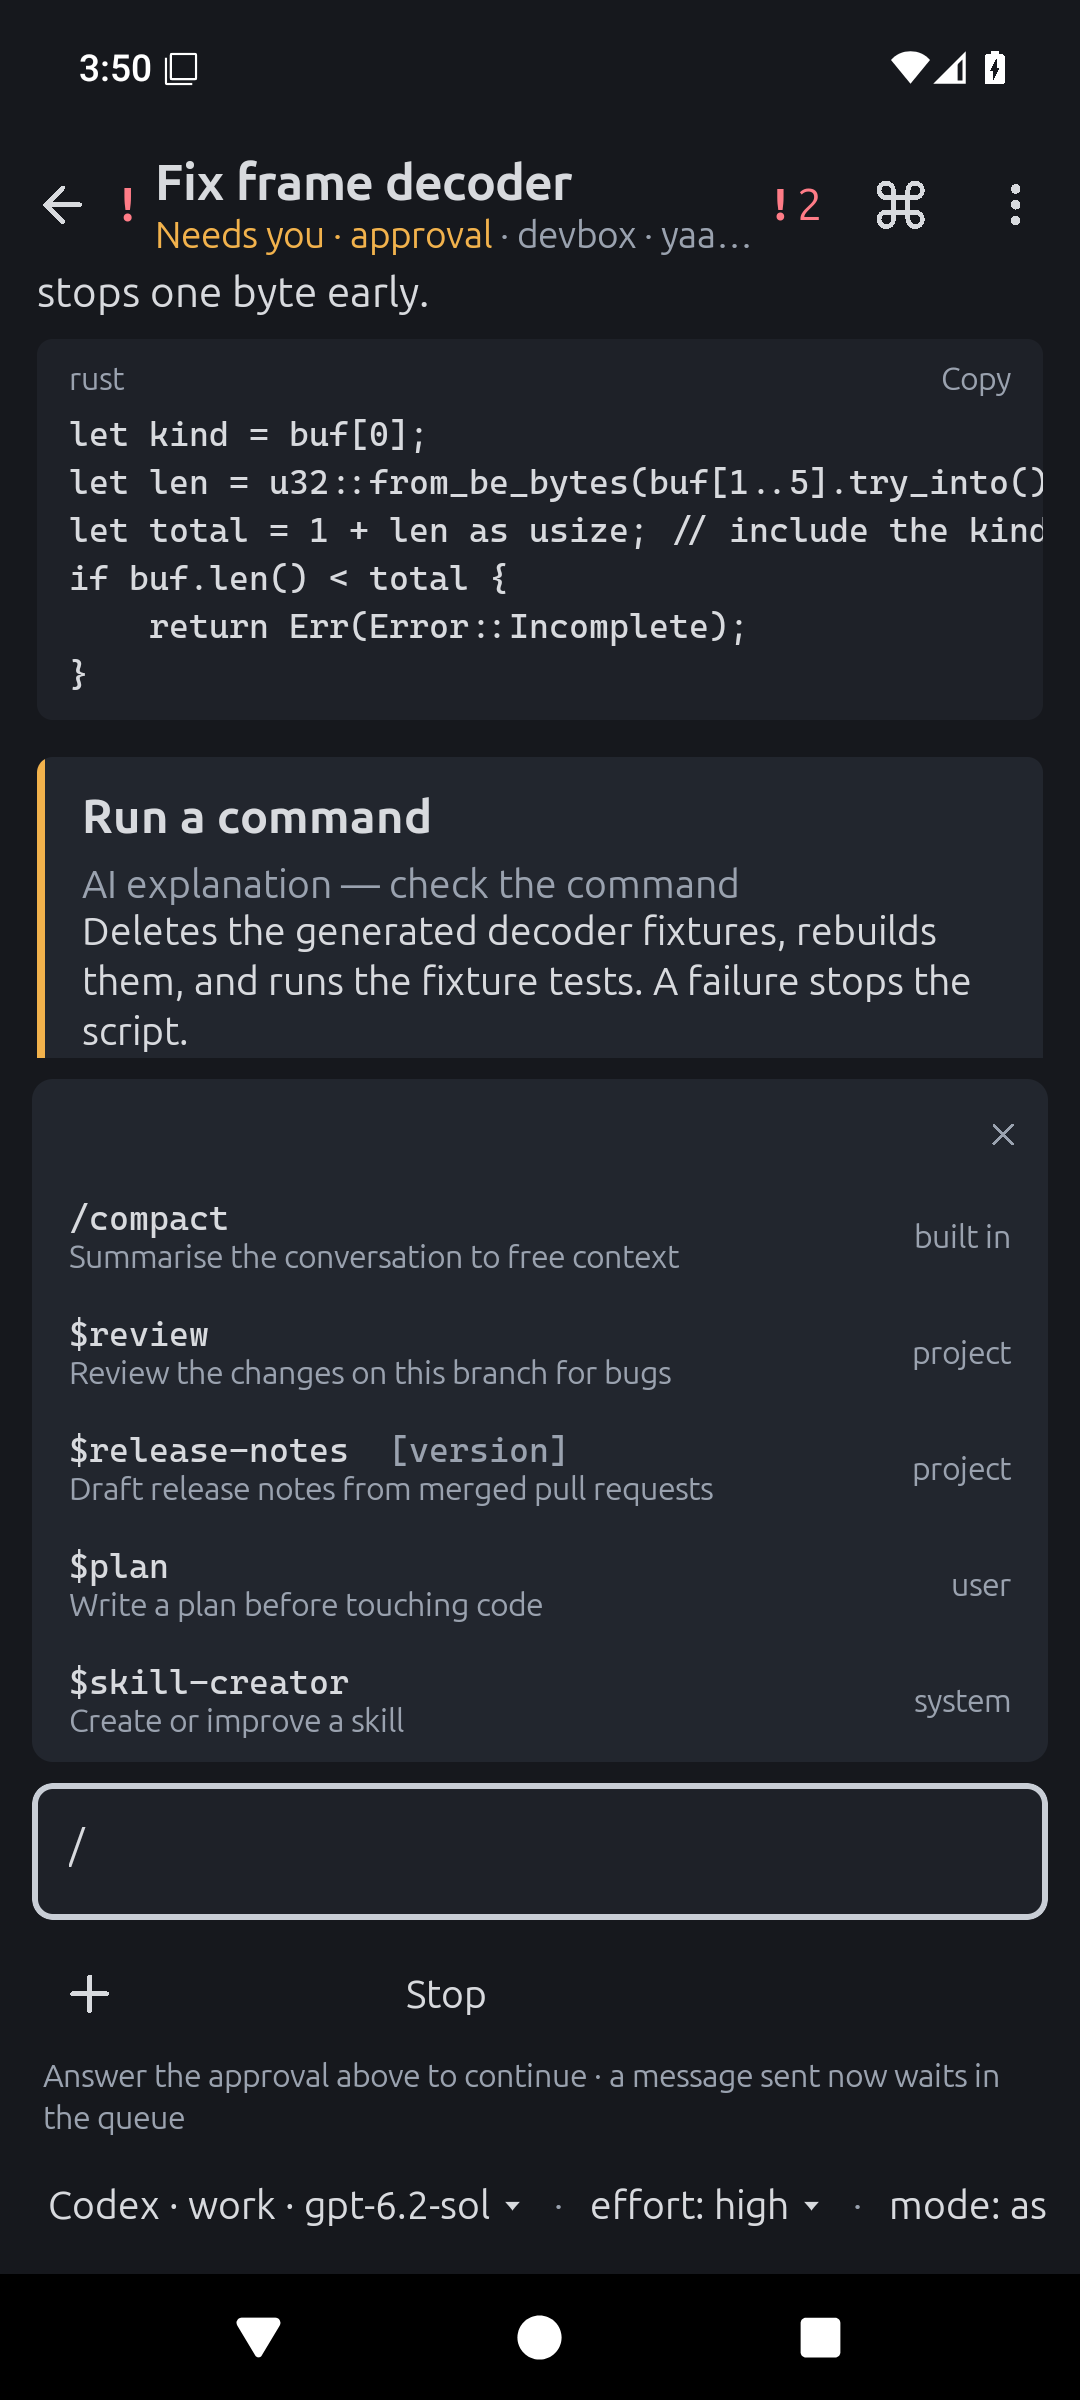 3:50
! Fix frame decoder ! 2
Needs you · approval · devbox · yaa…
stops one byte early.
rust Copy
let kind = buf[0];
let len = u32::from_be_bytes(buf[1..5].try_into()
let total = 1 + len as usize; // include the kind
if buf.len() < total {
    return Err(Error::Incomplete);
}
Run a command
AI explanation — check the command
Deletes the generated decoder fixtures, rebuilds
them, and runs the fixture tests. A failure stops the
script.
/compact
Summarise the conversation to free context
built in
$review
Review the changes on this branch for bugs
project
$release-notes [version]
Draft release notes from merged pull requests
project
$plan
Write a plan before touching code
user
$skill-creator
Create or improve a skill
system
/
Stop
Answer the approval above to continue · a message sent now waits in
the queue
Codex · work · gpt-6.2-sol · effort: high · mode: as